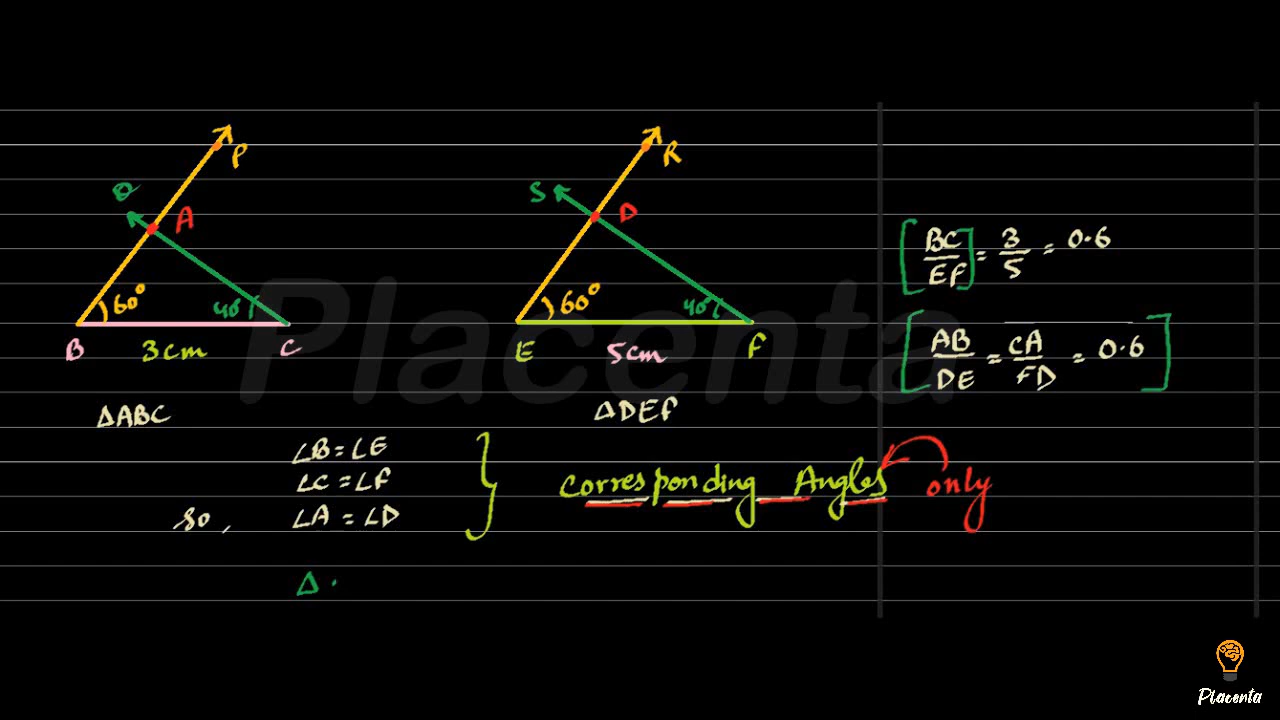 P
Q
A
60°
40°
B
3cm
C
ΔABC
R
S
D
60°
40°
E
5cm
F
ΔDEF
BC/EF = 3/5 = 0.6
AB/DE = CA/FD = 0.6
∠B = ∠E
∠C = ∠F
So, ∠A = ∠D
Corresponding Angles only
Δ .
Placenta
Placenta